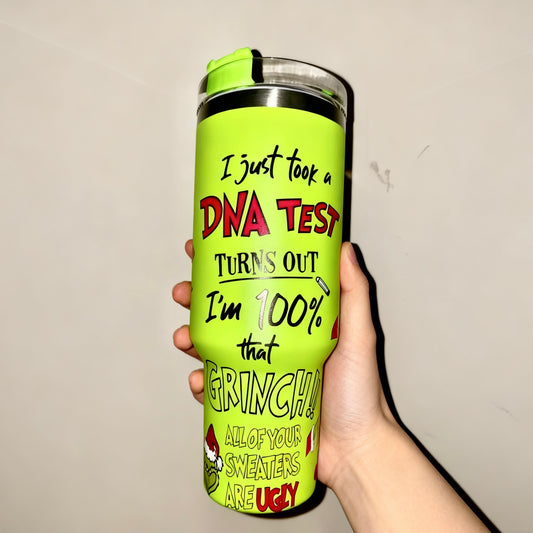 I just took a
DNA TEST
TURNS OUT
I'm 100%
that
GRINCH!!
ALL OF YOUR
SWEATERS
ARE UGLY